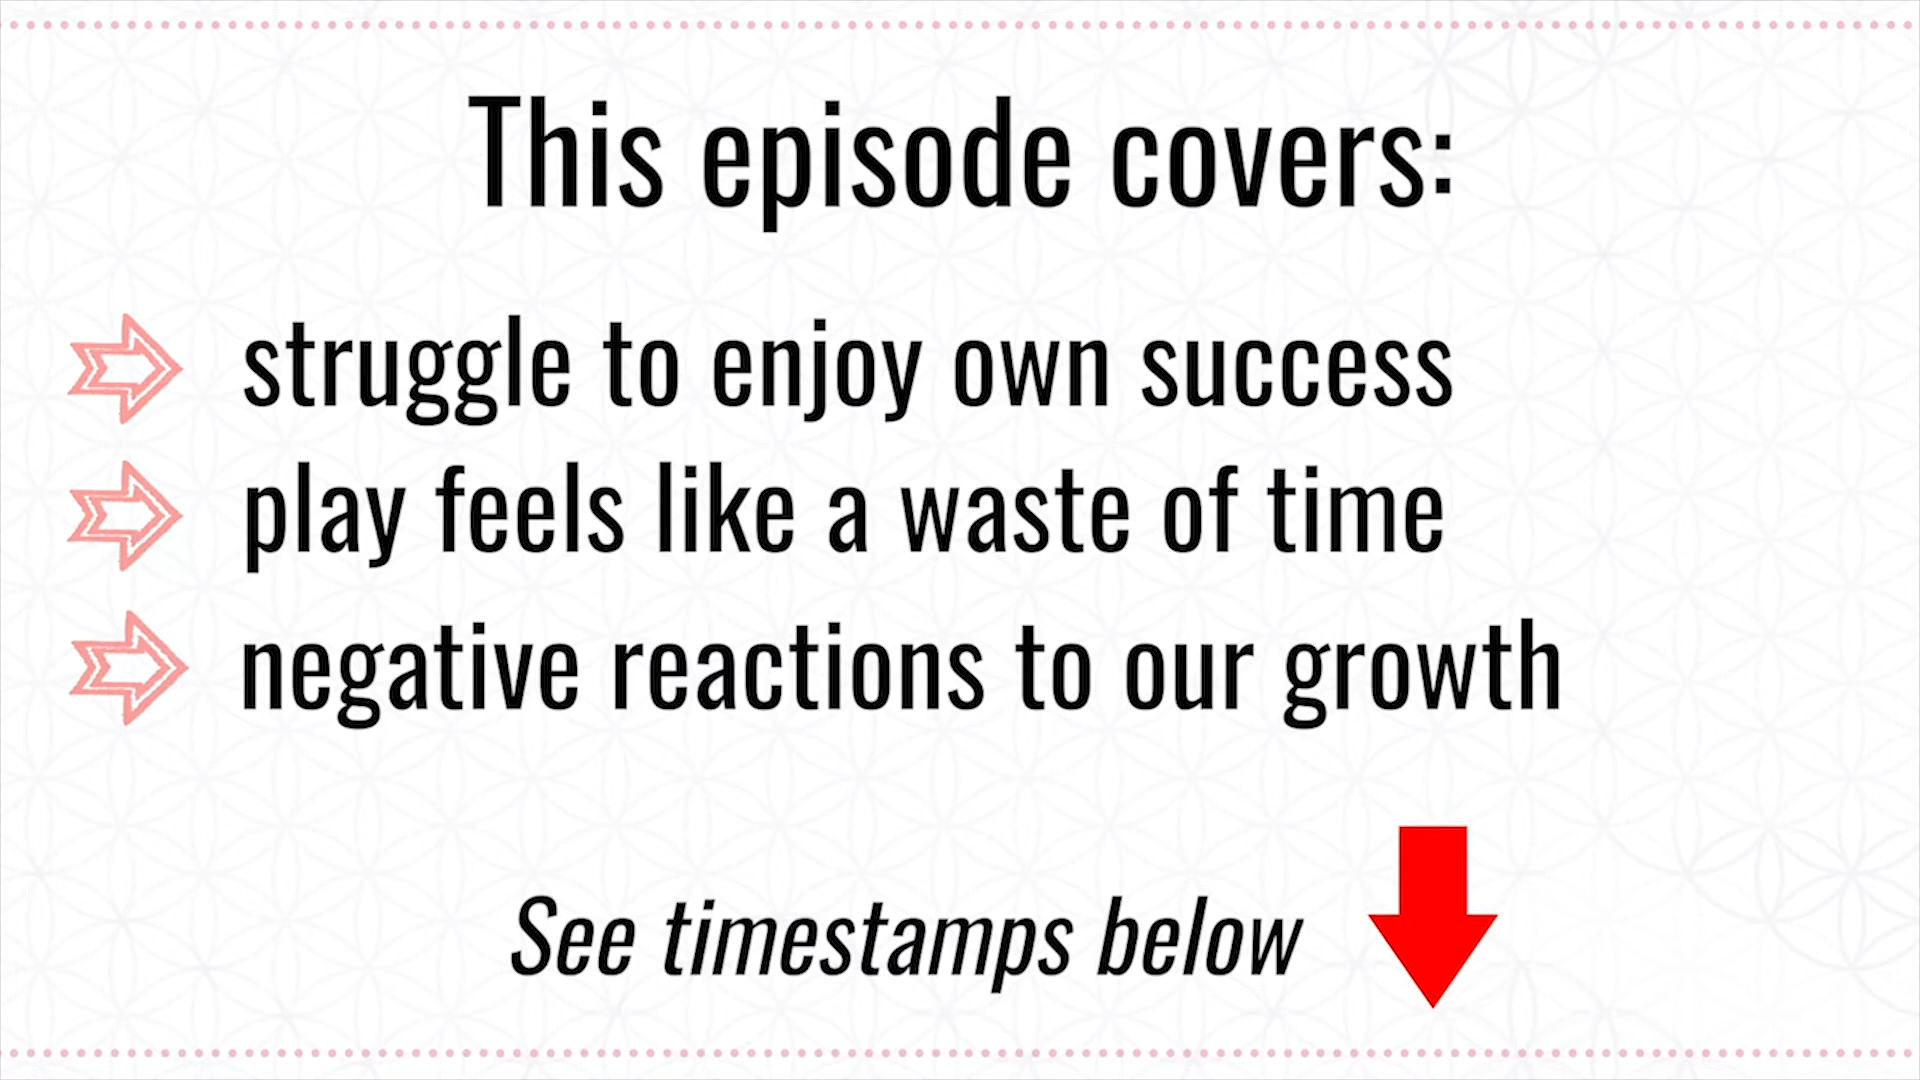 This episode covers:
struggle to enjoy own success
play feels like a waste of time
negative reactions to our growth
See timestamps below